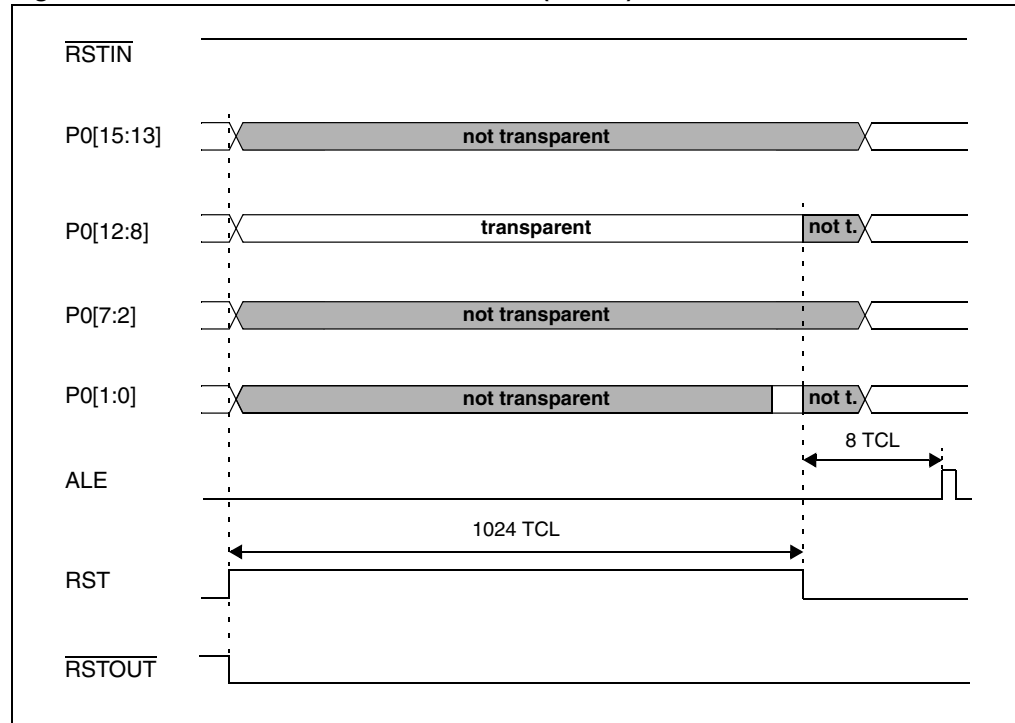 RSTIN
P0[15:13]
not transparent
P0[12:8]
transparent
not t.
P0[7:2]
not transparent
P0[1:0]
not transparent
not t.
8 TCL
ALE
1024 TCL
RST
RSTOUT